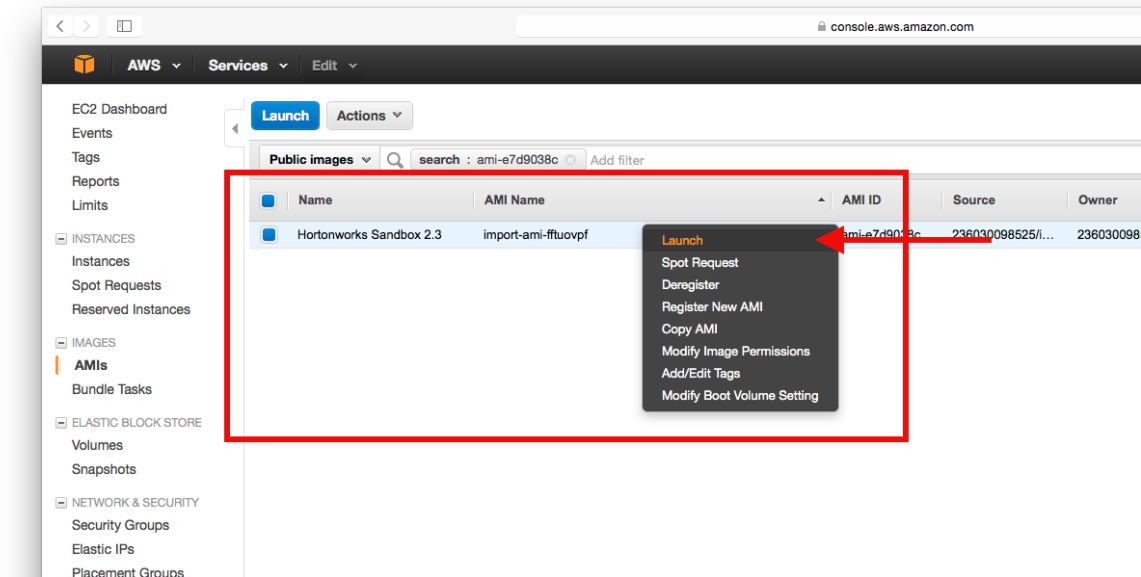 console.aws.amazon.com
AWS Services Edit
EC2 Dashboard
Events
Tags
Reports
Limits
INSTANCES
Instances
Spot Requests
Reserved Instances
IMAGES
AMIs
Bundle Tasks
ELASTIC BLOCK STORE
Volumes
Snapshots
NETWORK & SECURITY
Security Groups
Elastic IPs
Placement Groups
Launch Actions
Public images search : ami-e7d9038c Add filter
Name AMI Name AMI ID Source Owner
Hortonworks Sandbox 2.3 import-ami-fftuovpf ami-e7d9038c 236030098525/i... 236030098
Launch
Spot Request
Deregister
Register New AMI
Copy AMI
Modify Image Permissions
Add/Edit Tags
Modify Boot Volume Setting